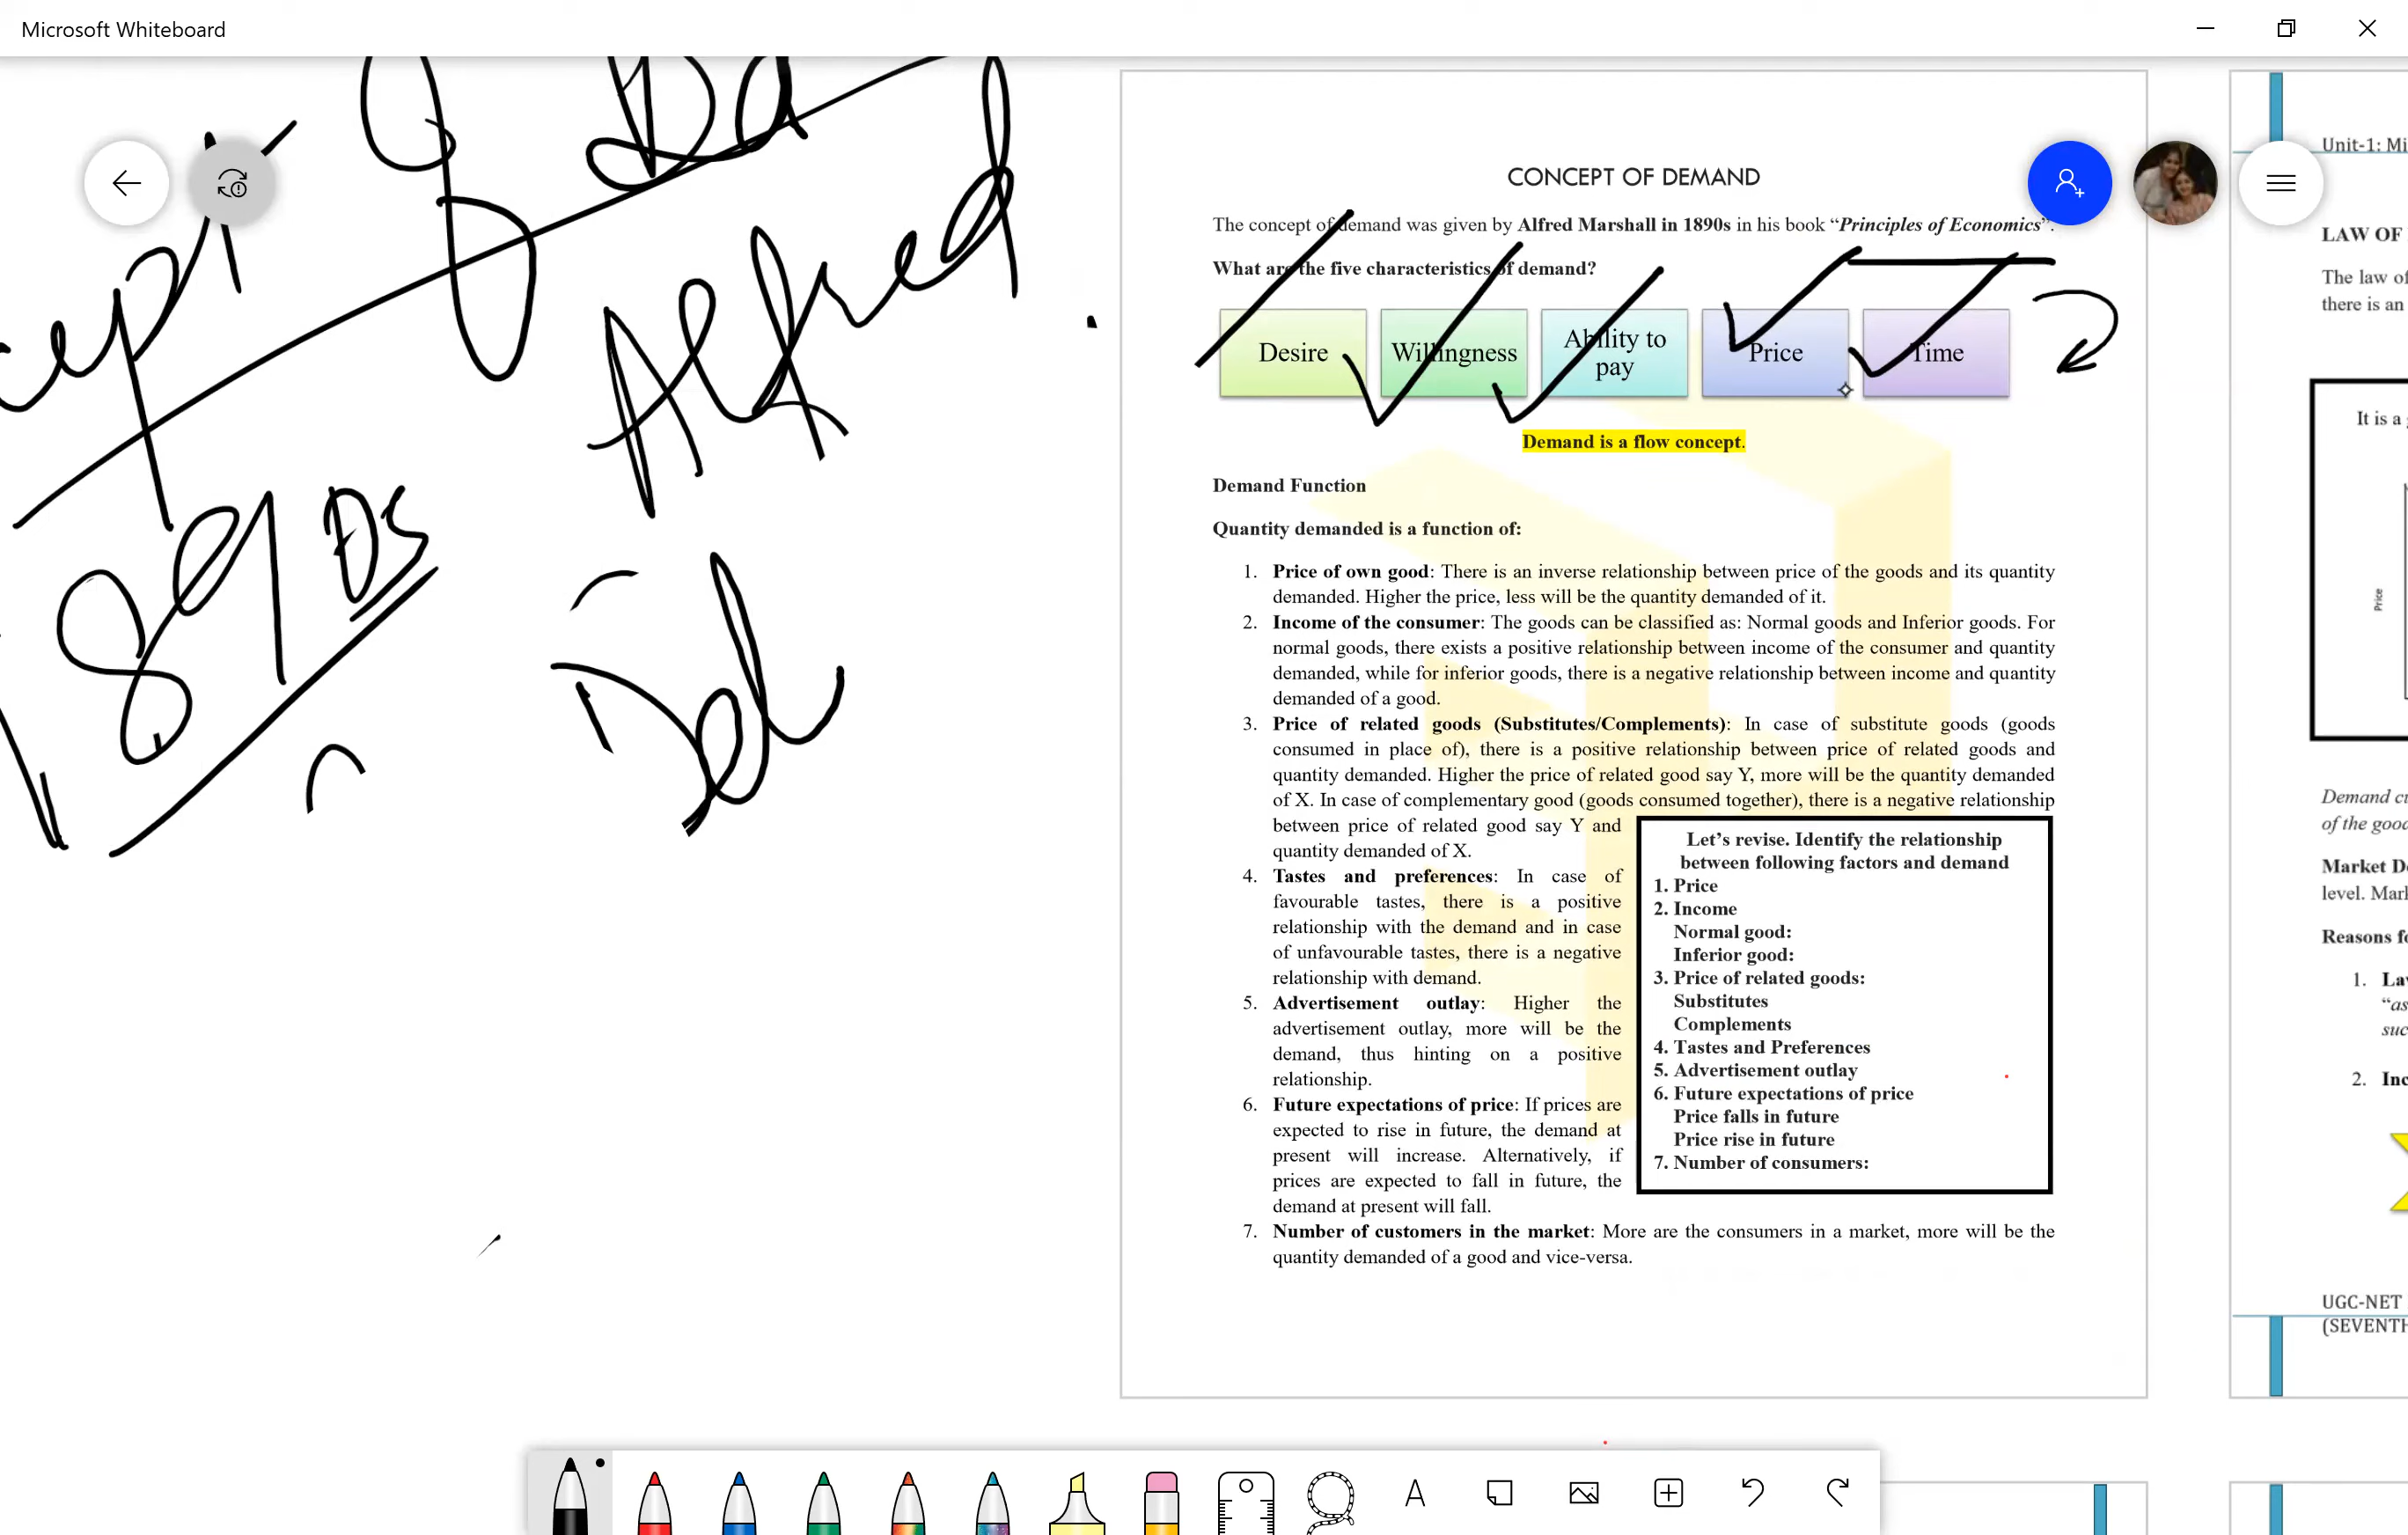 Microsoft Whiteboard
Alfred
CONCEPT OF DEMAND
The concept of demand was given by Alfred Marshall in 1890s in his book “Principles of Economics”.
What are the five characteristics of demand?
Desire
Willingness
Ability to
pay
Price
Time
Demand is a flow concept.
Demand Function
Quantity demanded is a function of:
1. Price of own good: There is an inverse relationship between price of the goods and its quantity
demanded. Higher the price, less will be the quantity demanded of it.
2. Income of the consumer: The goods can be classified as: Normal goods and Inferior goods. For
normal goods, there exists a positive relationship between income of the consumer and quantity
demanded, while for inferior goods, there is a negative relationship between income and quantity
demanded of a good.
3. Price of related goods (Substitutes/Complements): In case of substitute goods (goods
consumed in place of), there is a positive relationship between price of related goods and
quantity demanded. Higher the price of related good say Y, more will be the quantity demanded
of X. In case of complementary good (goods consumed together), there is a negative relationship
between price of related good say Y and
quantity demanded of X.
4. Tastes and preferences: In case of
favourable tastes, there is a positive
relationship with the demand and in case
of unfavourable tastes, there is a negative
relationship with demand.
5. Advertisement outlay: Higher the
advertisement outlay, more will be the
demand, thus hinting on a positive
relationship.
6. Future expectations of price: If prices are
expected to rise in future, the demand at
present will increase. Alternatively, if
prices are expected to fall in future, the
demand at present will fall.
7. Number of customers in the market: More are the consumers in a market, more will be the
quantity demanded of a good and vice-versa.
Let’s revise. Identify the relationship
between following factors and demand
1. Price
2. Income
Normal good:
Inferior good:
3. Price of related goods:
Substitutes
Complements
4. Tastes and Preferences
5. Advertisement outlay
6. Future expectations of price
Price falls in future
Price rise in future
7. Number of consumers:
Unit-1: Mi
LAW OF
The law of
there is an
It is a
Price
Demand cu
of the good
Market De
level. Mark
Reasons fo
1. La
“as
suc
2. Inc
UGC-NET
(SEVENTH